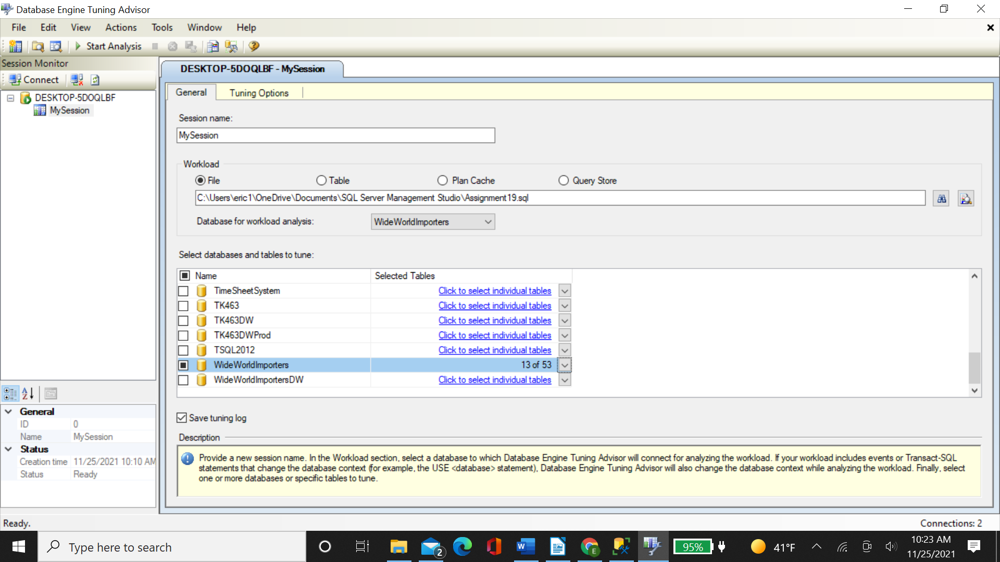 Database Engine Tuning Advisor
File Edit View Actions Tools Window Help
Start Analysis
Session Monitor
Connect
DESKTOP-5DOQLBF
MySession
DESKTOP-5DOQLBF - MySession
General Tuning Options
Session name:
MySession
Workload
File Table Plan Cache Query Store
C:\Users\eric1\OneDrive\Documents\SQL Server Management Studio\Assignment19.sql
Database for workload analysis: WideWorldImporters
Select databases and tables to tune:
Name Selected Tables
TimeSheetSystem Click to select individual tables
TK463 Click to select individual tables
TK463DW Click to select individual tables
TK463DWProd Click to select individual tables
TSQL2012 Click to select individual tables
WideWorldImporters 13 of 53
WideWorldImportersDW Click to select individual tables
Save tuning log
Description
Provide a new session name. In the Workload section, select a database to which Database Engine Tuning Advisor will connect for analyzing the workload. If your workload includes events or Transact-SQL
statements that change the database context (for example, the USE <database> statement), Database Engine Tuning Advisor will also change the database context while analyzing the workload. Finally, select
one or more databases or specific tables to tune.
A
Z
General
ID 0
Name MySession
Status
Creation time 11/25/2021 10:10 AM
Status Ready
Ready.
Connections: 2
Type here to search
2
W
E
95%
41°F
10:23 AM
11/25/2021